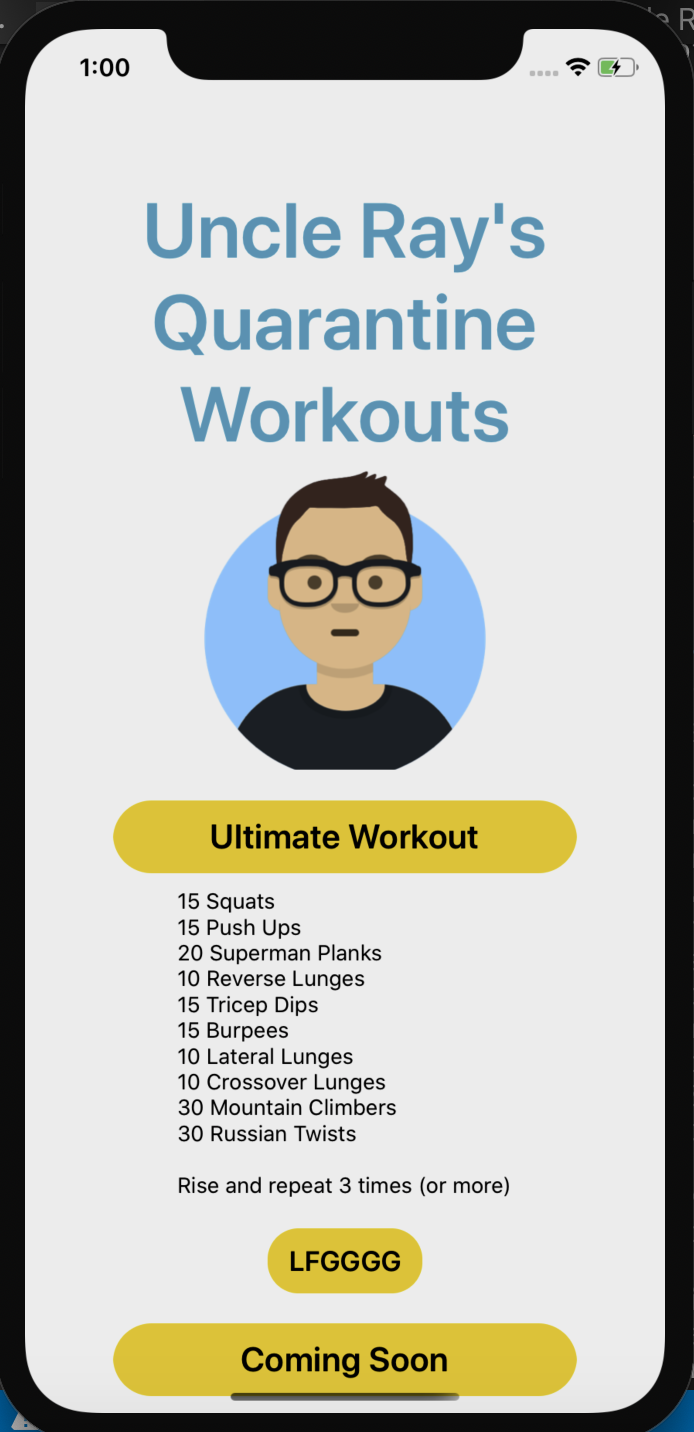 1:00
Uncle Ray's
Quarantine
Workouts
Ultimate Workout
15 Squats
15 Push Ups
20 Superman Planks
10 Reverse Lunges
15 Tricep Dips
15 Burpees
10 Lateral Lunges
10 Crossover Lunges
30 Mountain Climbers
30 Russian Twists
Rise and repeat 3 times (or more)
LFGGGG
Coming Soon